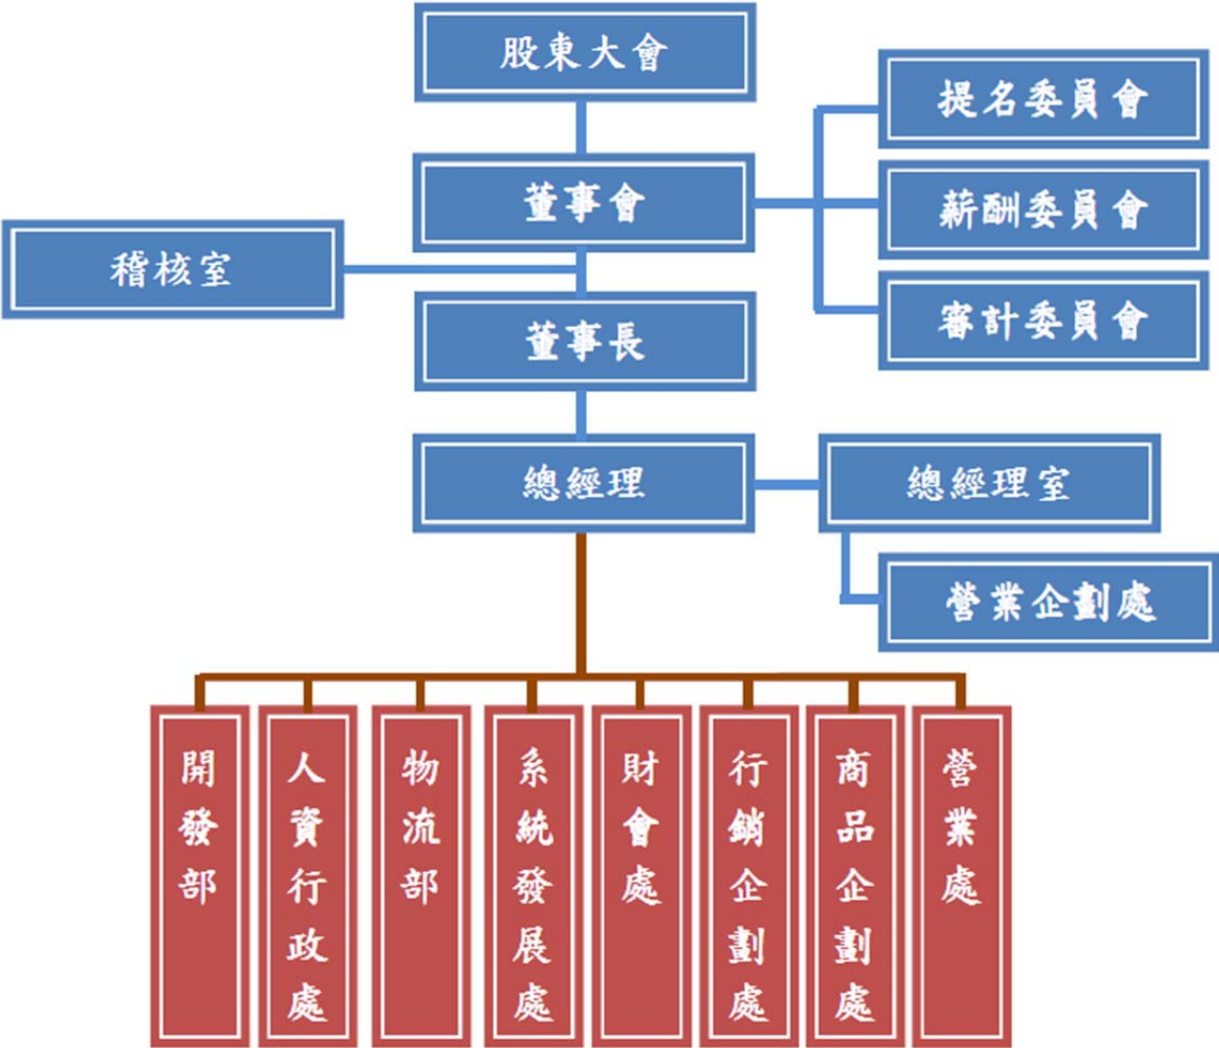 股東大會
提名委員會
董事會
薪酬委員會
稽核室
審計委員會
董事長
總經理
總經理室
營業企劃處
開發部
人資行政處
物流部
系統發展處
財會處
行銷企劃處
商品企劃處
營業處